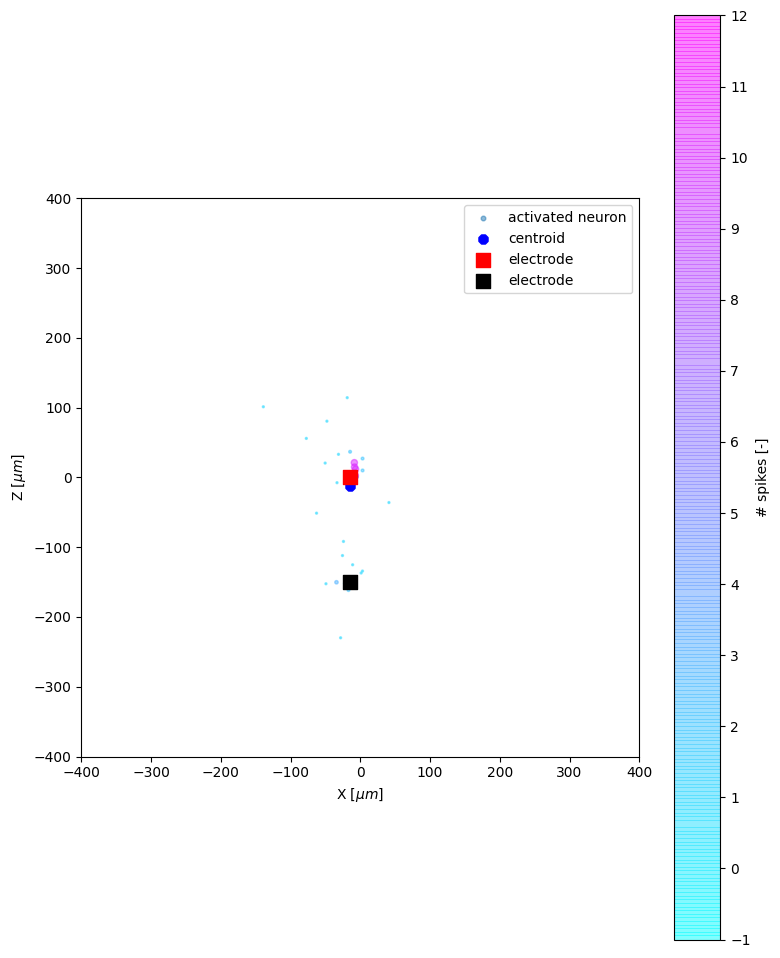 12
11
10
9
8
7
6
5
4
3
2
1
0
−1
# spikes [-]
400
300
200
100
0
−100
−200
−300
−400
Z [μm]
−400 −300 −200 −100 0 100 200 300 400
X [μm]
activated neuron
centroid
electrode
electrode